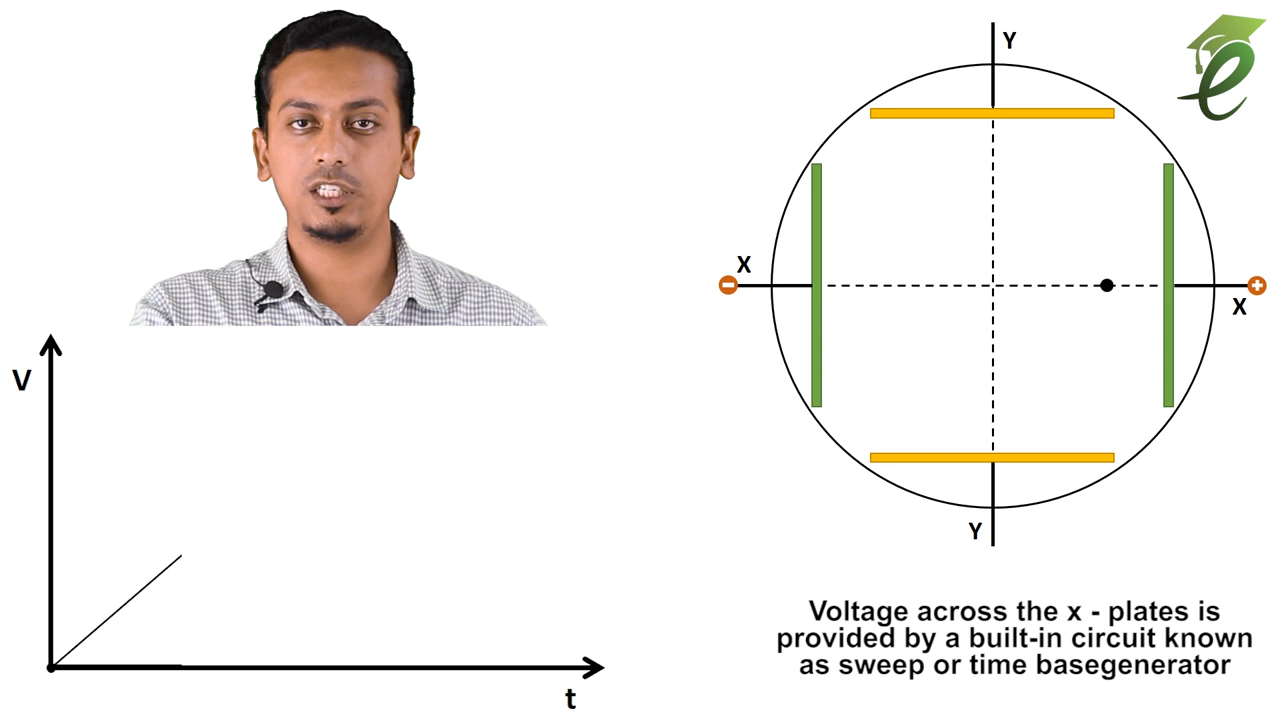 Y
X
X
Y
V
t
Voltage across the x - plates is
provided by a built-in circuit known
as sweep or time basegenerator